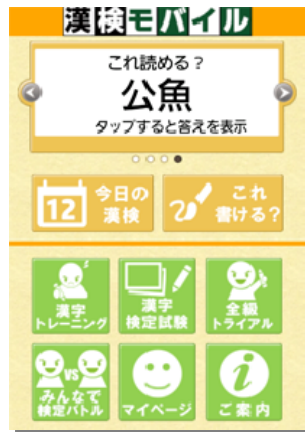 漢検モバイル
これ読める?
公魚
タップすると答えを表示
12
今日の
漢検
これ
書ける?
漢字
トレーニング
漢字
検定試験
全級
トライアル
VS
みんなで
検定バトル
マイページ
i
ご案内